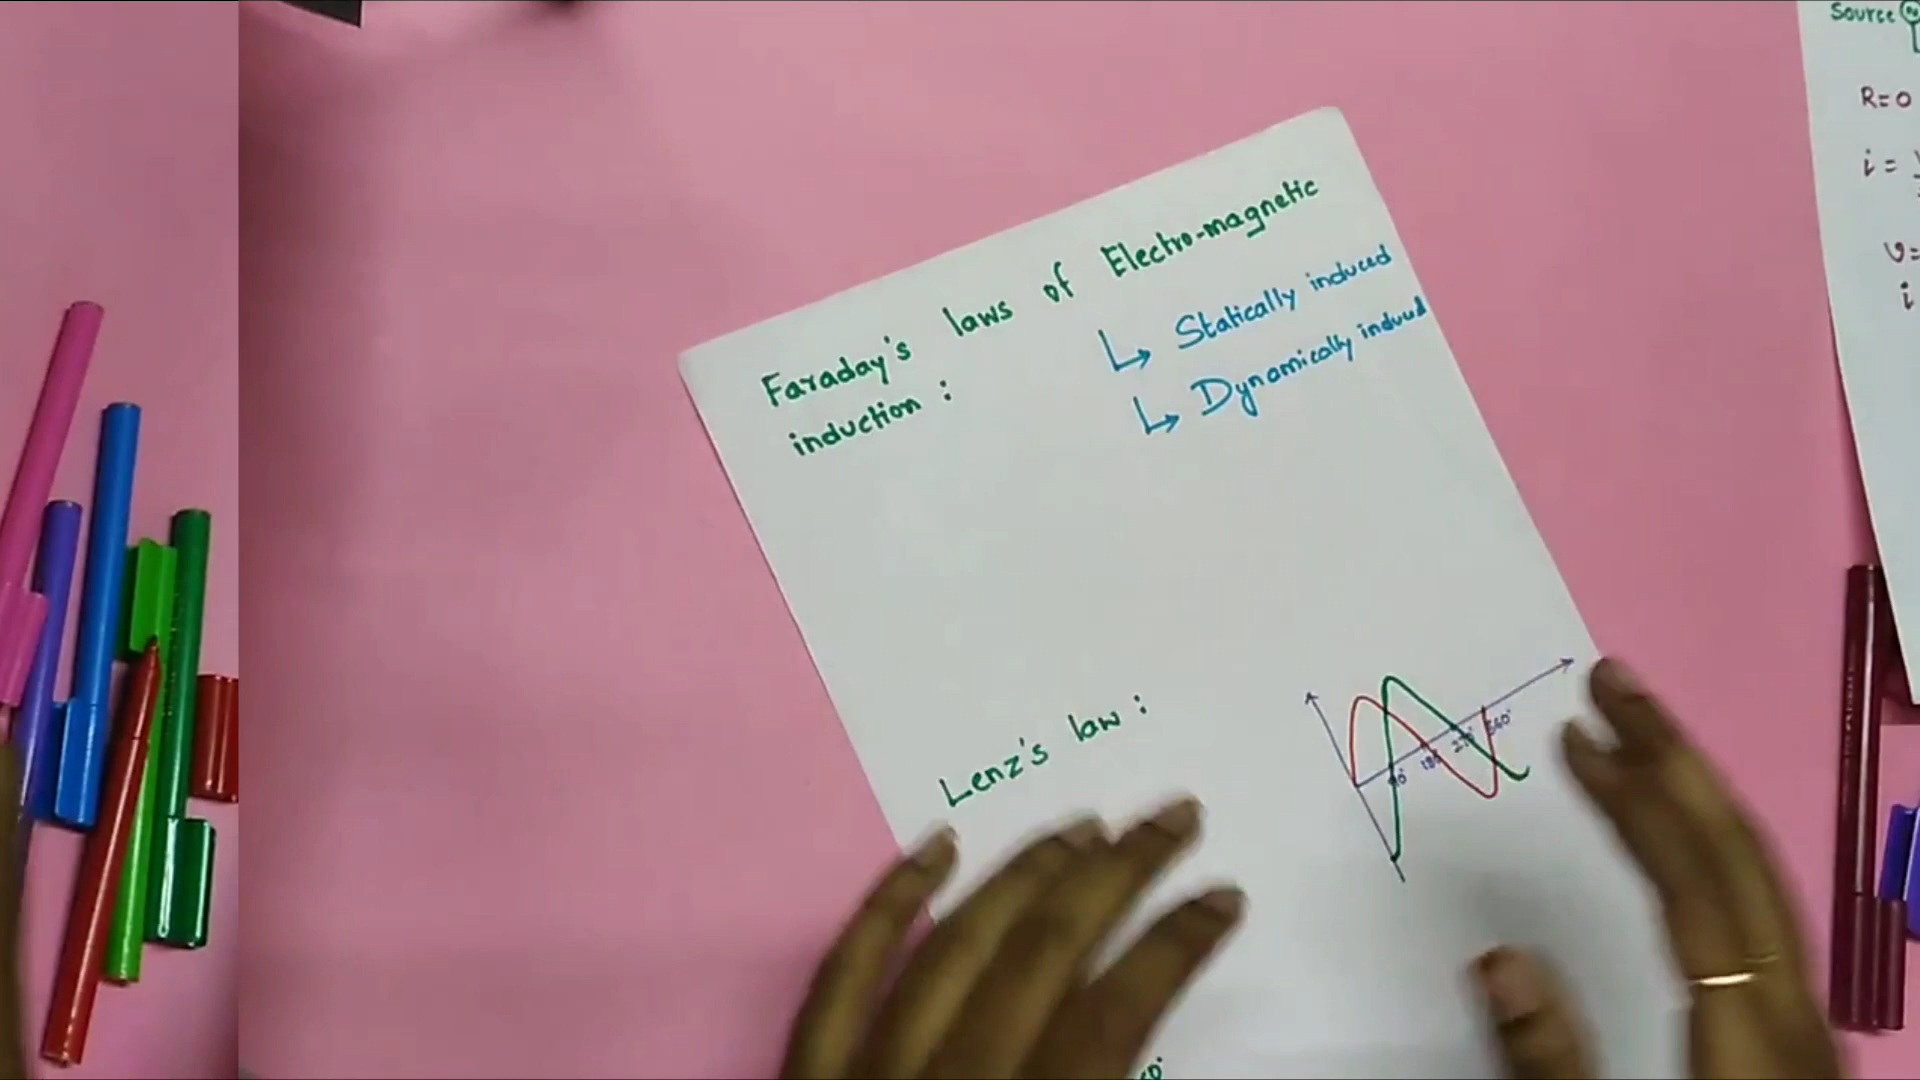 Faraday's laws of Electro-magnetic
induction :
↳ Statically induced
↳ Dynamically induced
Lenz's law :
90° 180° 270° 360°
Source
R=0
i =
v=
i